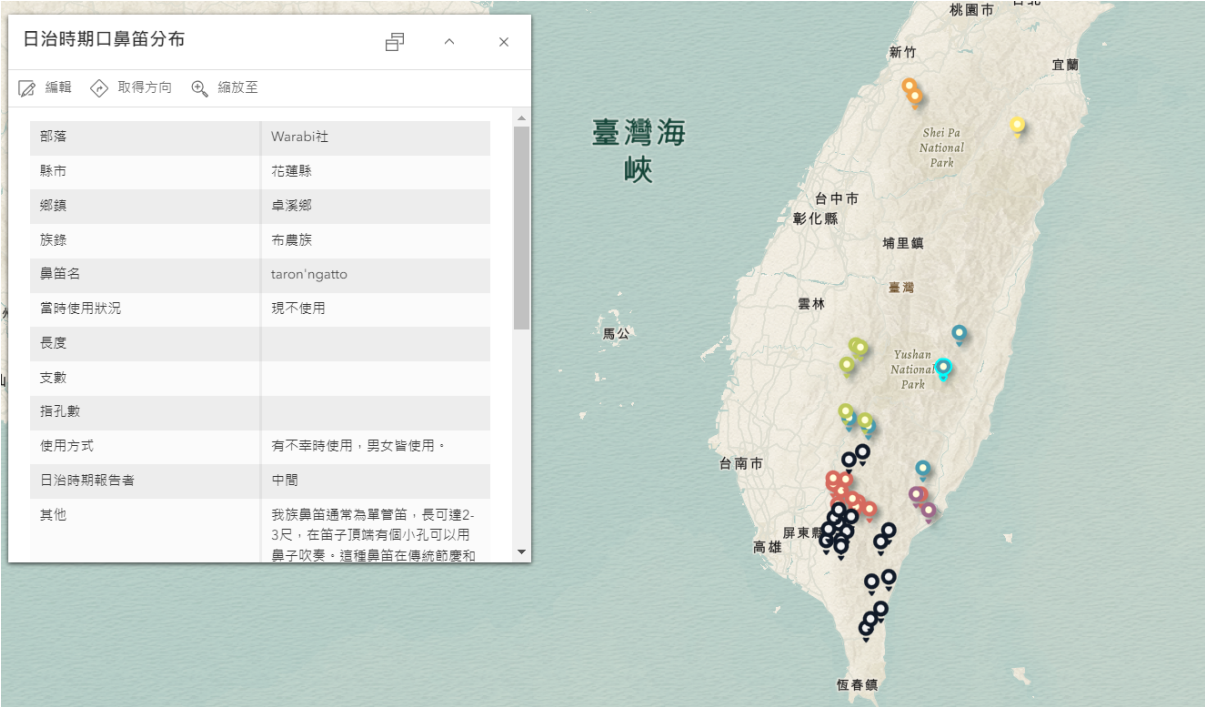 日治時期口鼻笛分布
編輯 取得方向 縮放至
部落 Warabi社
縣市 花蓮縣
鄉鎮 卓溪鄉
族錄 布農族
鼻笛名 taron'ngatto
當時使用狀況 現不使用
長度
支數
指孔數
使用方式 有不幸時使用，男女皆使用。
日治時期報告者 中間
其他 我族鼻笛通常為單管笛，長可達2-
3尺，在笛子頂端有個小孔可以用
鼻子吹奏。這種鼻笛在傳統節慶和
桃園市
新竹
宜蘭
臺灣海
峽
Shei Pa
National
Park
台中市
彰化縣
埔里鎮
臺灣
雲林
馬公
Yushan
National
Park
台南市
屏東縣
高雄
恆春鎮